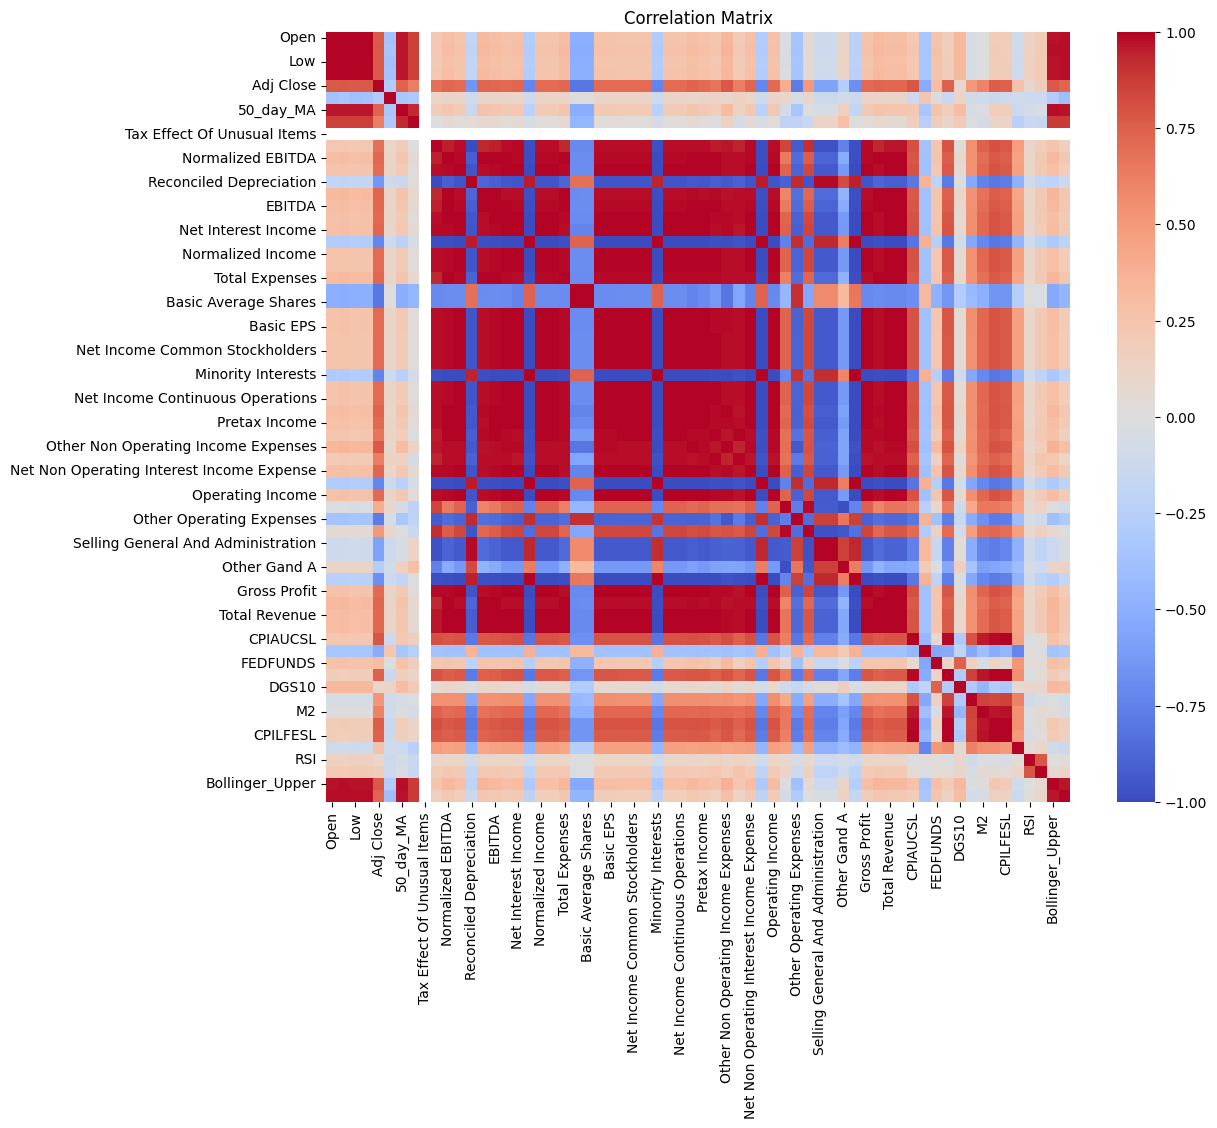 Correlation Matrix
Open
Low
Adj Close
50_day_MA
Tax Effect Of Unusual Items
Normalized EBITDA
Reconciled Depreciation
EBITDA
Net Interest Income
Normalized Income
Total Expenses
Basic Average Shares
Basic EPS
Net Income Common Stockholders
Minority Interests
Net Income Continuous Operations
Pretax Income
Other Non Operating Income Expenses
Net Non Operating Interest Income Expense
Operating Income
Other Operating Expenses
Selling General And Administration
Other Gand A
Gross Profit
Total Revenue
CPIAUCSL
FEDFUNDS
DGS10
M2
CPILFESL
RSI
Bollinger_Upper
Open
Low
Adj Close
50_day_MA
Tax Effect Of Unusual Items
Normalized EBITDA
Reconciled Depreciation
EBITDA
Net Interest Income
Normalized Income
Total Expenses
Basic Average Shares
Basic EPS
Net Income Common Stockholders
Minority Interests
Net Income Continuous Operations
Pretax Income
Other Non Operating Income Expenses
Net Non Operating Interest Income Expense
Operating Income
Other Operating Expenses
Selling General And Administration
Other Gand A
Gross Profit
Total Revenue
CPIAUCSL
FEDFUNDS
DGS10
M2
CPILFESL
RSI
Bollinger_Upper
1.00
0.75
0.50
0.25
0.00
−0.25
−0.50
−0.75
−1.00